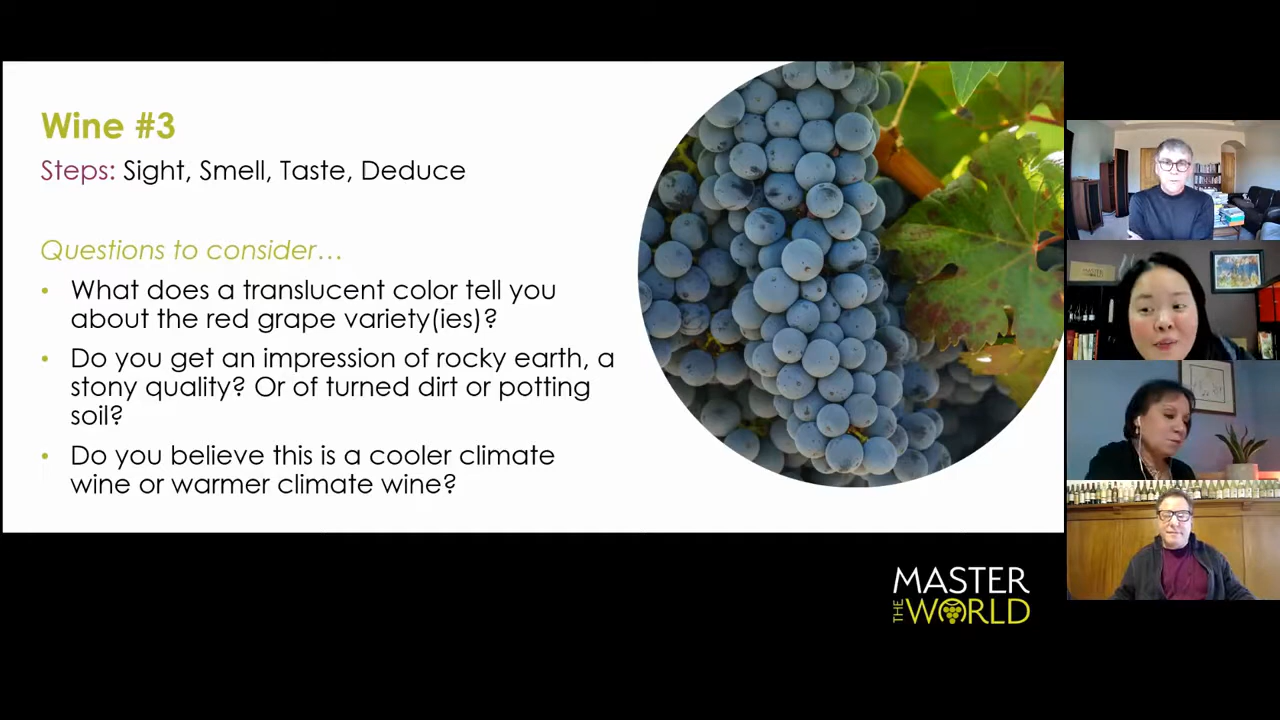 Wine #3
Steps: Sight, Smell, Taste, Deduce
Questions to consider…
• What does a translucent color tell you
about the red grape variety(ies)?
• Do you get an impression of rocky earth, a
stony quality? Or of turned dirt or potting
soil?
• Do you believe this is a cooler climate
wine or warmer climate wine?
MASTER
THE WORLD